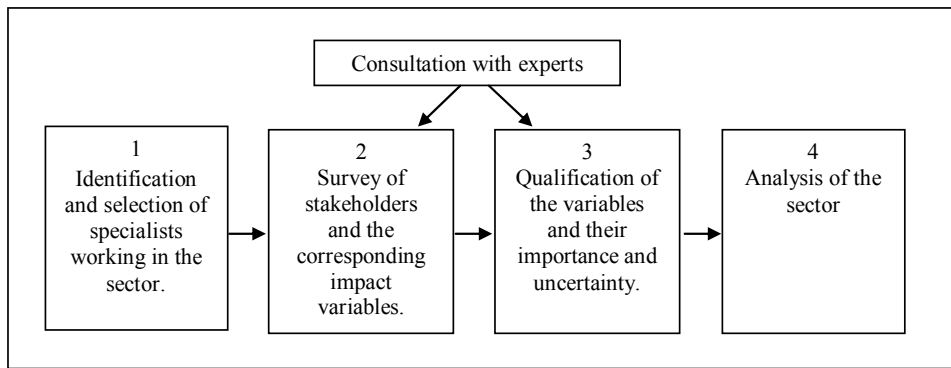 Consultation with experts
1
Identification
and selection of
specialists
working in the
sector.
2
Survey of
stakeholders
and the
corresponding
impact
variables.
3
Qualification of
the variables
and their
importance and
uncertainty.
4
Analysis of the
sector